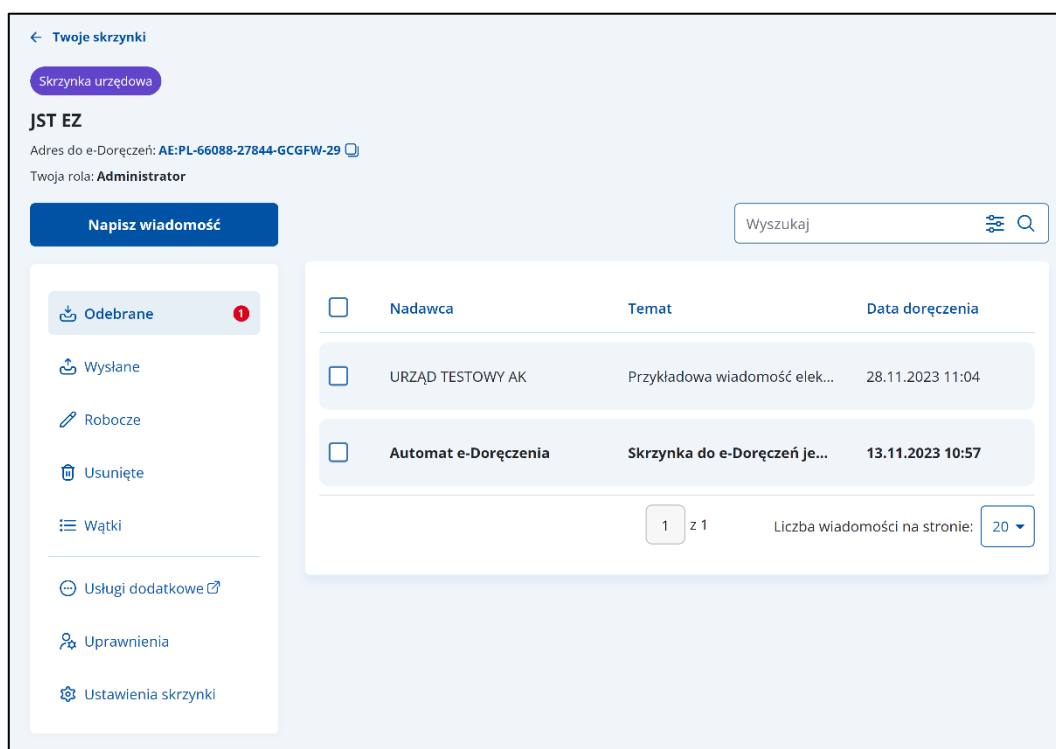 ← Twoje skrzynki
Skrzynka urzędowa
JST EZ
Adres do e-Doręczeń: AE:PL-66088-27844-GCGFW-29
Twoja rola: Administrator
Napisz wiadomość
Wyszukaj
Odebrane 1
Wysłane
Robocze
Usunięte
Wątki
Usługi dodatkowe
Uprawnienia
Ustawienia skrzynki
Nadawca Temat Data doręczenia
URZĄD TESTOWY AK Przykładowa wiadomość elek... 28.11.2023 11:04
Automat e-Doręczenia Skrzynka do e-Doręczeń je... 13.11.2023 10:57
1 z 1 Liczba wiadomości na stronie: 20